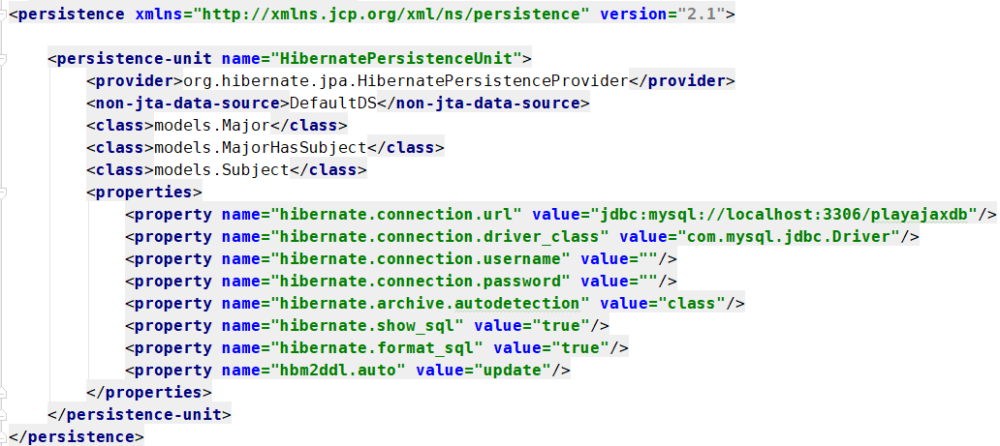 <persistence xmlns="http://xmlns.jcp.org/xml/ns/persistence" version="2.1">
<persistence-unit name="HibernatePersistenceUnit">
<provider>org.hibernate.jpa.HibernatePersistenceProvider</provider>
<non-jta-data-source>DefaultDS</non-jta-data-source>
<class>models.Major</class>
<class>models.MajorHasSubject</class>
<class>models.Subject</class>
<properties>
<property name="hibernate.connection.url" value="jdbc:mysql://localhost:3306/playajaxdb"/>
<property name="hibernate.connection.driver_class" value="com.mysql.jdbc.Driver"/>
<property name="hibernate.connection.username" value=""/>
<property name="hibernate.connection.password" value=""/>
<property name="hibernate.archive.autodetection" value="class"/>
<property name="hibernate.show_sql" value="true"/>
<property name="hibernate.format_sql" value="true"/>
<property name="hbm2ddl.auto" value="update"/>
</properties>
</persistence-unit>
</persistence>